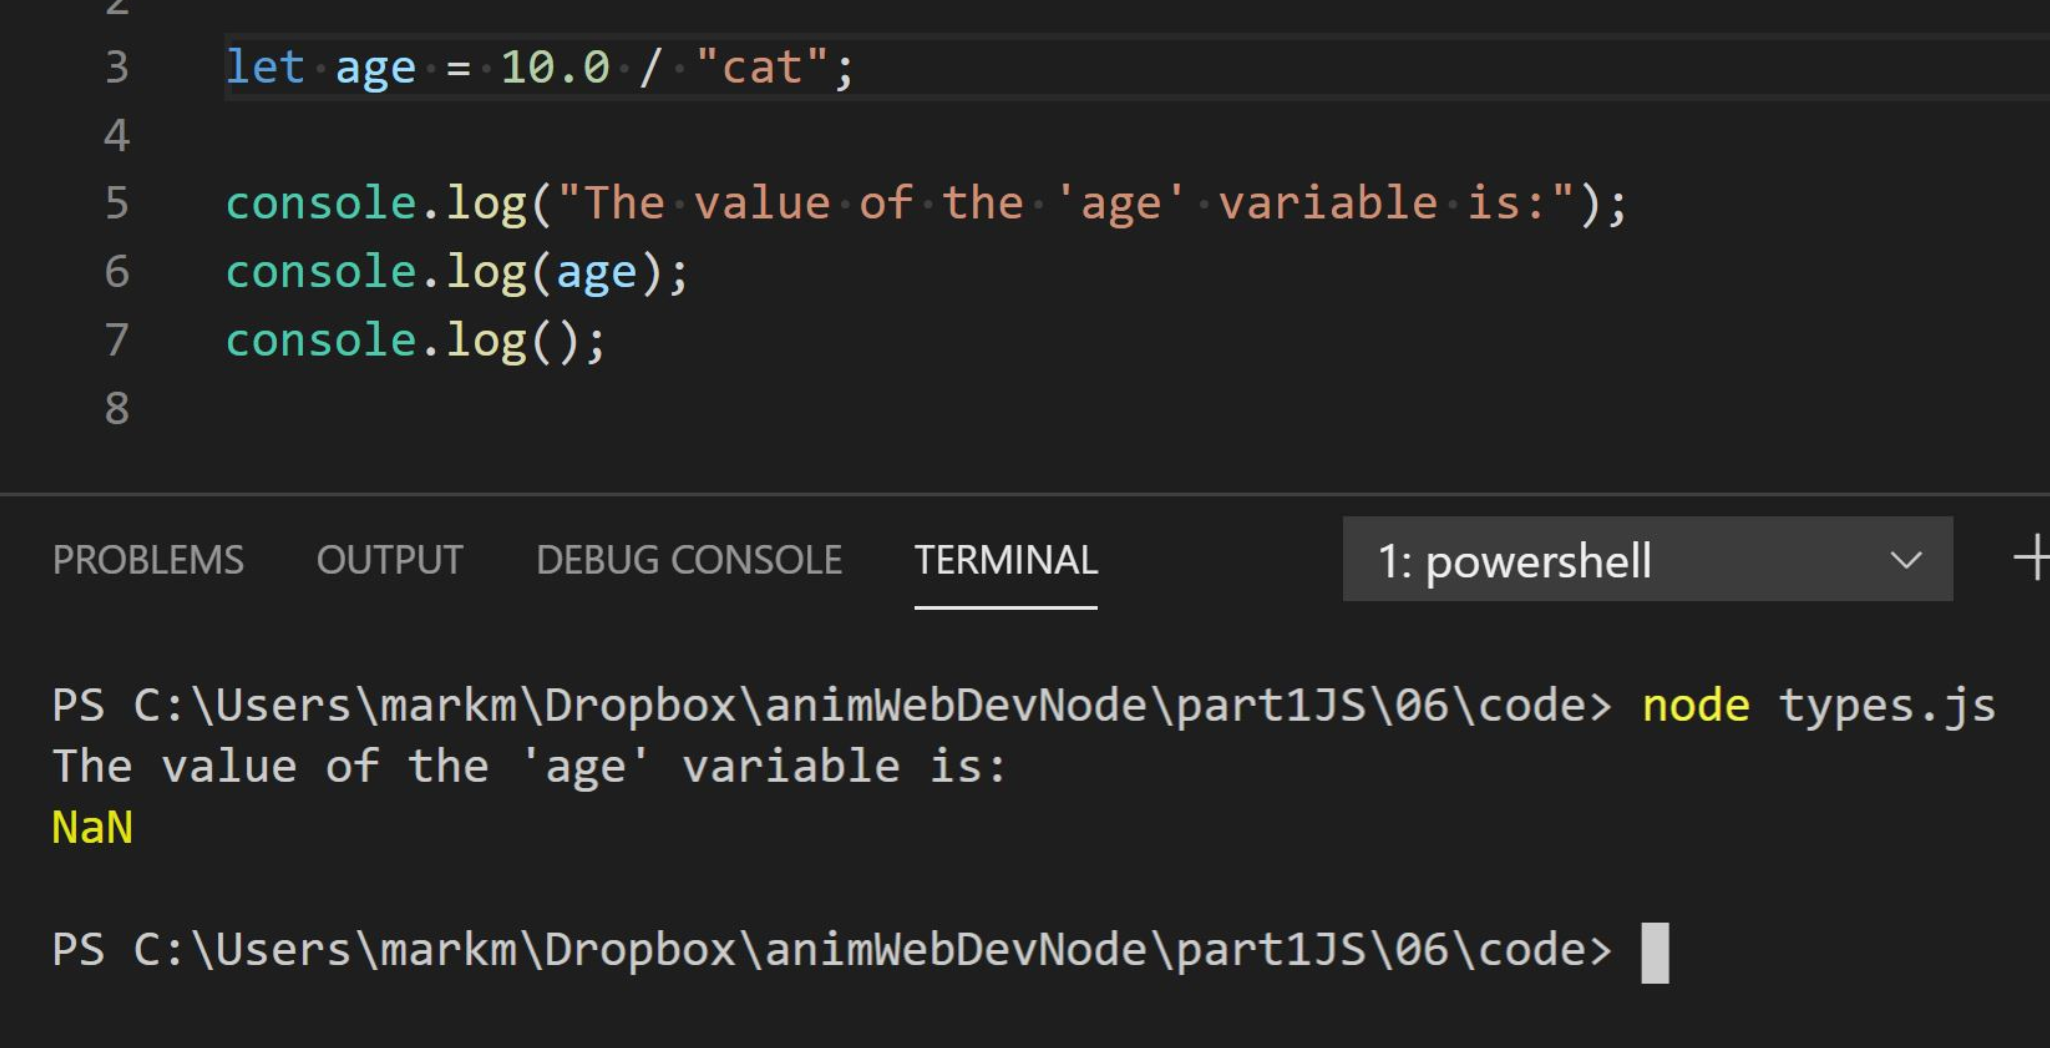 2
3 let age = 10.0 / "cat";
4
5 console.log("The value of the 'age' variable is:");
6 console.log(age);
7 console.log();
8
PROBLEMS OUTPUT DEBUG CONSOLE TERMINAL 1: powershell
PS C:\Users\markm\Dropbox\animWebDevNode\part1JS\06\code> node types.js
The value of the 'age' variable is:
NaN
PS C:\Users\markm\Dropbox\animWebDevNode\part1JS\06\code>